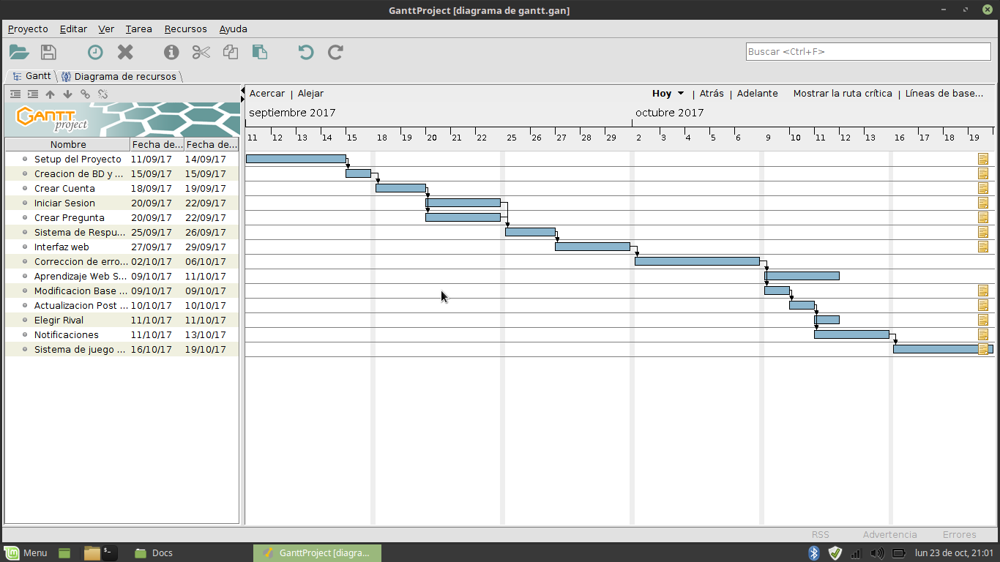 GanttProject [diagrama de gantt.gan]
Proyecto Editar Ver Tarea Recursos Ayuda
Buscar <Ctrl+F>
Gantt Diagrama de recursos
Acercar | Alejar Hoy | Atrás | Adelante Mostrar la ruta crítica | Líneas de base...
GANTT project
septiembre 2017 octubre 2017
11 12 13 14 15 18 19 20 21 22 25 26 27 28 29 2 3 4 5 6 9 10 11 12 13 16 17 18 19
Nombre Fecha de... Fecha de...
Setup del Proyecto 11/09/17 14/09/17
Creacion de BD y ... 15/09/17 15/09/17
Crear Cuenta 18/09/17 19/09/17
Iniciar Sesion 20/09/17 22/09/17
Crear Pregunta 20/09/17 22/09/17
Sistema de Respu... 25/09/17 26/09/17
Interfaz web 27/09/17 29/09/17
Correccion de erro... 02/10/17 06/10/17
Aprendizaje Web S... 09/10/17 11/10/17
Modificacion Base ... 09/10/17 09/10/17
Actualizacion Post ... 10/10/17 10/10/17
Elegir Rival 11/10/17 11/10/17
Notificaciones 11/10/17 13/10/17
Sistema de juego ... 16/10/17 19/10/17
RSS Advertencia Errores
Menu Docs GanttProject [diagra... lun 23 de oct, 21:01